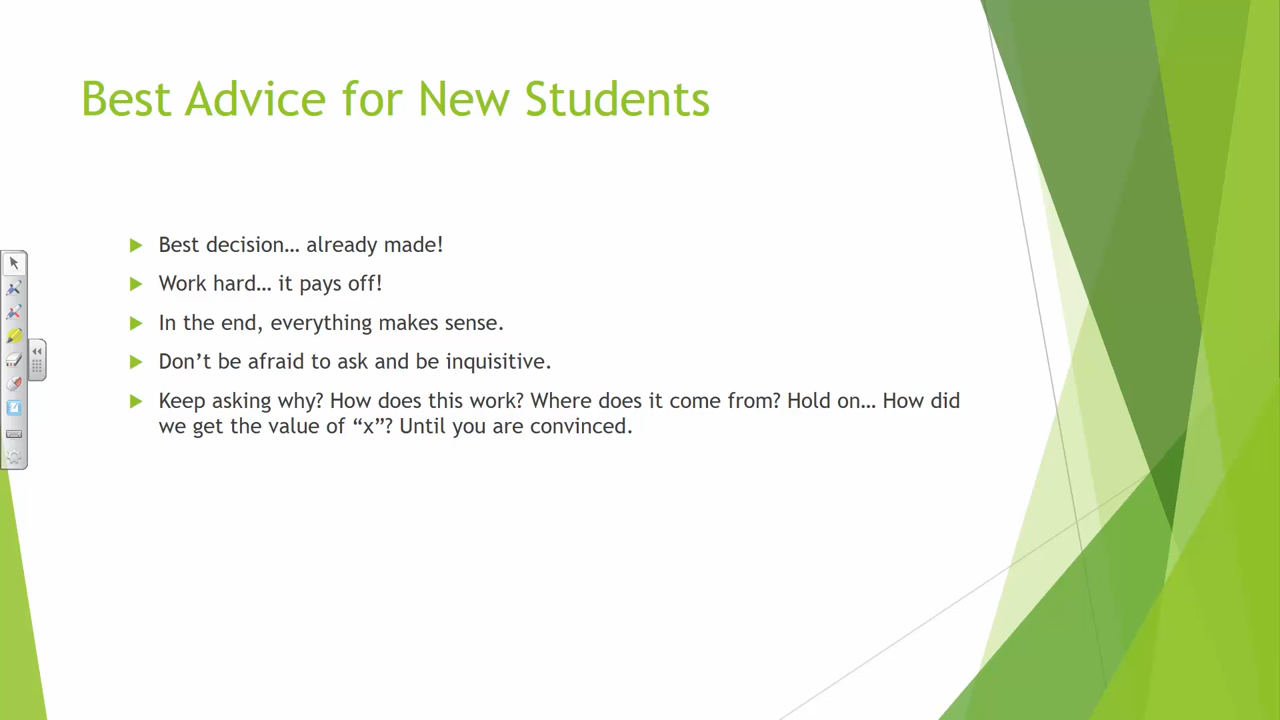 Best Advice for New Students
Best decision… already made!
Work hard… it pays off!
In the end, everything makes sense.
Don’t be afraid to ask and be inquisitive.
Keep asking why? How does this work? Where does it come from? Hold on… How did
we get the value of “x”? Until you are convinced.